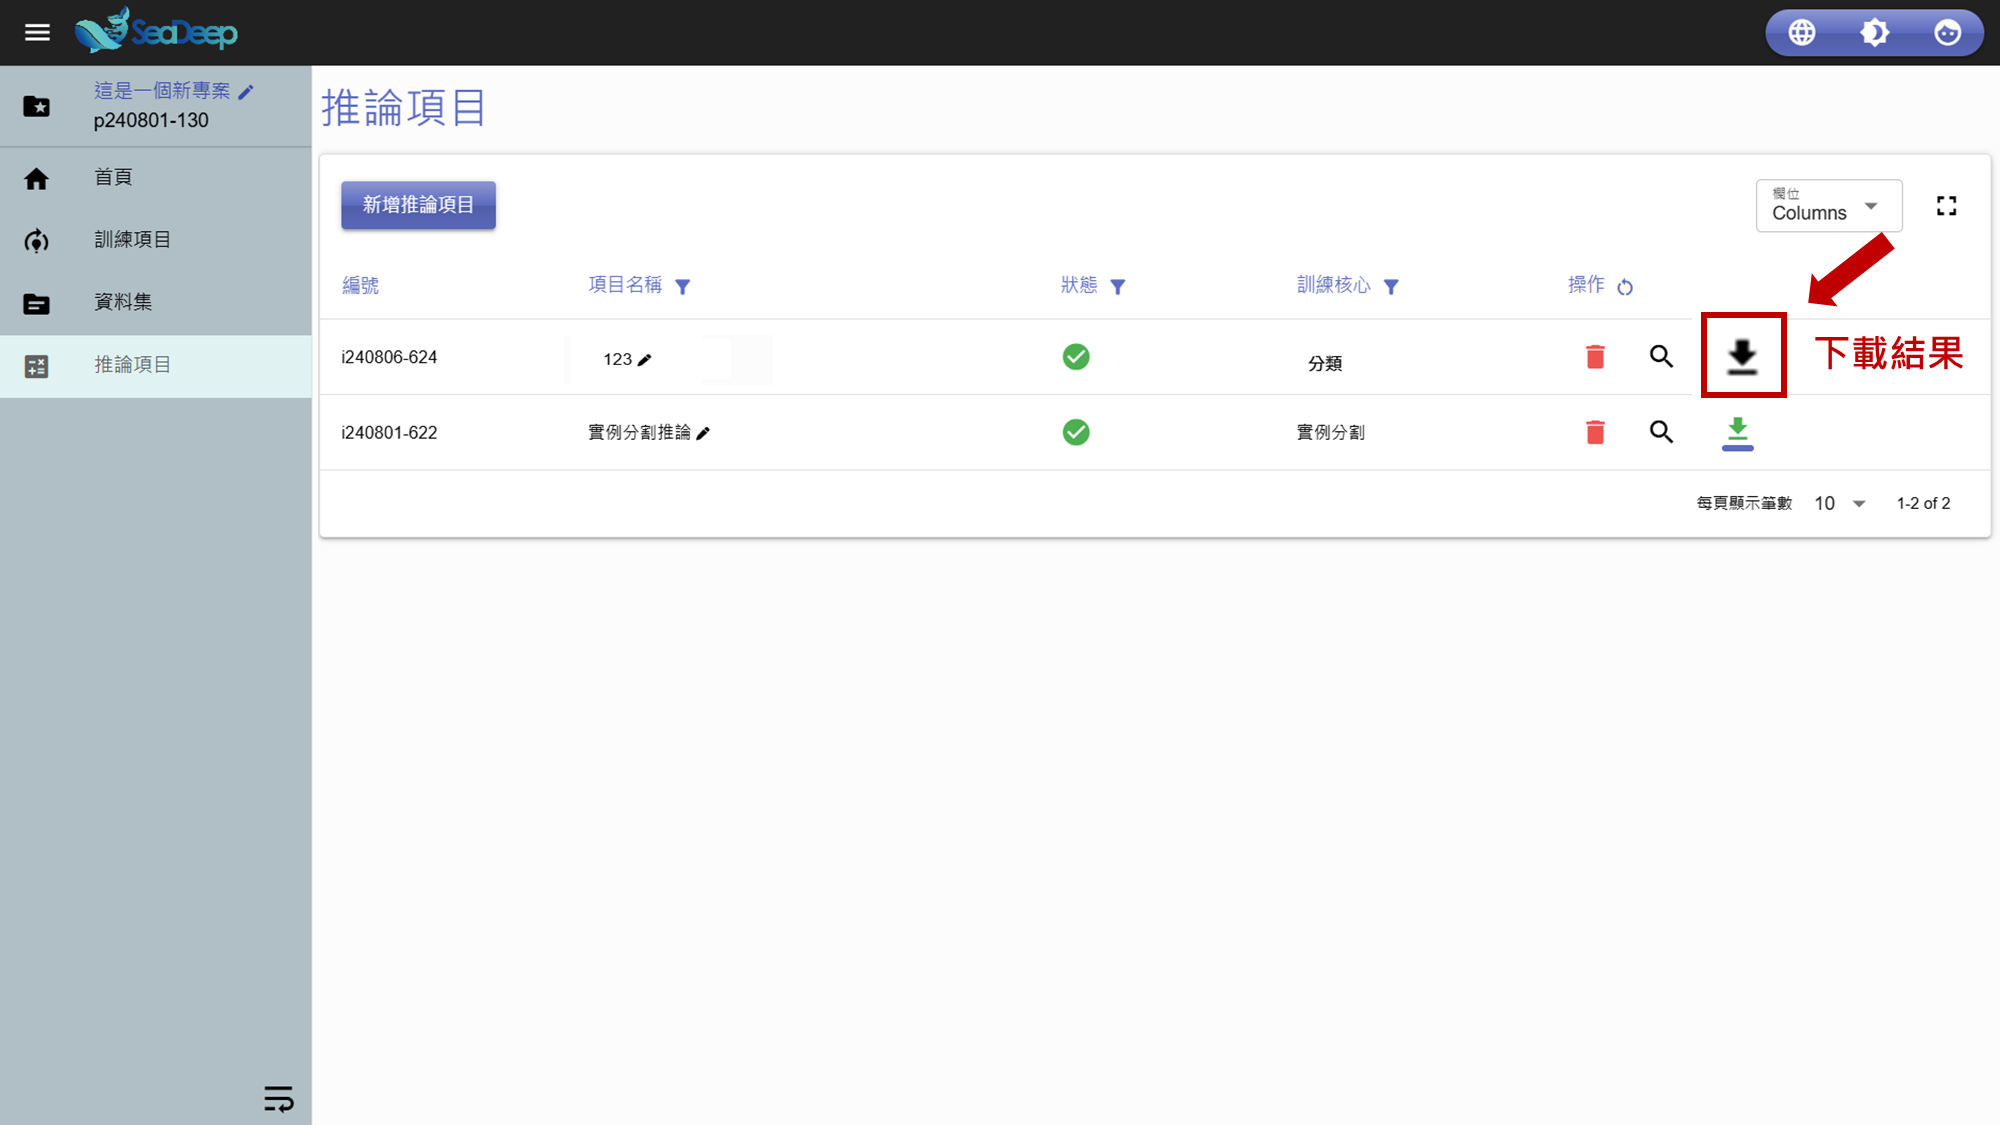 SeaDeep
這是一個新專案
p240801-130
首頁
訓練項目
資料集
推論項目
推論項目
新增推論項目
欄位
Columns
編號 項目名稱 狀態 訓練核心 操作
i240806-624 123 分類 下載結果
i240801-622 實例分割推論 實例分割
每頁顯示筆數 10 1-2 of 2